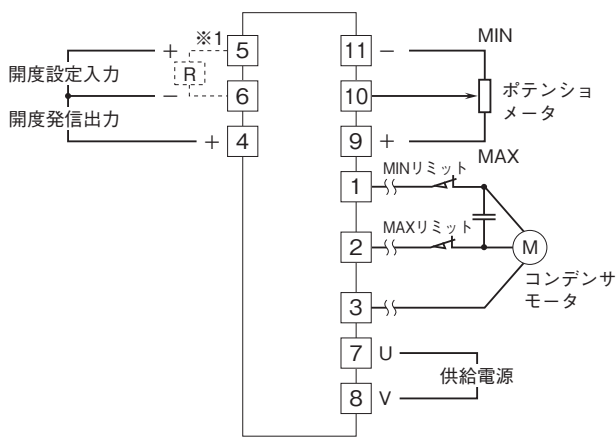 ※1
+ 5
開度設定入力
R
− 6
開度発信出力
+ 4
11 − MIN
10 ポテンショ
メータ
9 + MAX
1 MINリミット
2 MAXリミット
M
コンデンサ
モータ
3
7 U
供給電源
8 V